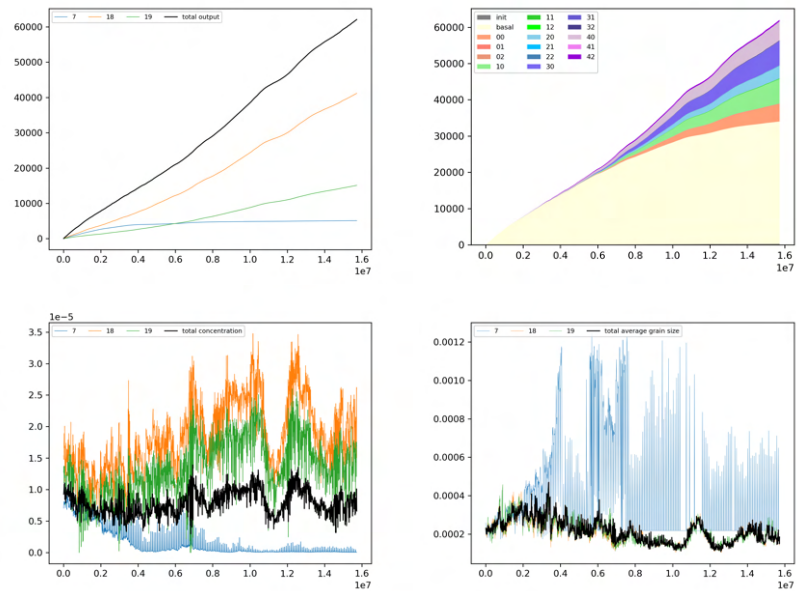 7 18 19 total output
60000
50000
40000
30000
20000
10000
0
0.0 0.2 0.4 0.6 0.8 1.0 1.2 1.4 1.6
1e7
init 11 31
basal 12 32
00 20 40
01 21 41
02 22 42
10 30
60000
50000
40000
30000
20000
10000
0
0.0 0.2 0.4 0.6 0.8 1.0 1.2 1.4 1.6
1e7
1e−5
7 18 19 total concentration
3.5
3.0
2.5
2.0
1.5
1.0
0.5
0.0
0.0 0.2 0.4 0.6 0.8 1.0 1.2 1.4 1.6
1e7
7 18 19 total average grain size
0.0012
0.0010
0.0008
0.0006
0.0004
0.0002
0.0 0.2 0.4 0.6 0.8 1.0 1.2 1.4 1.6
1e7